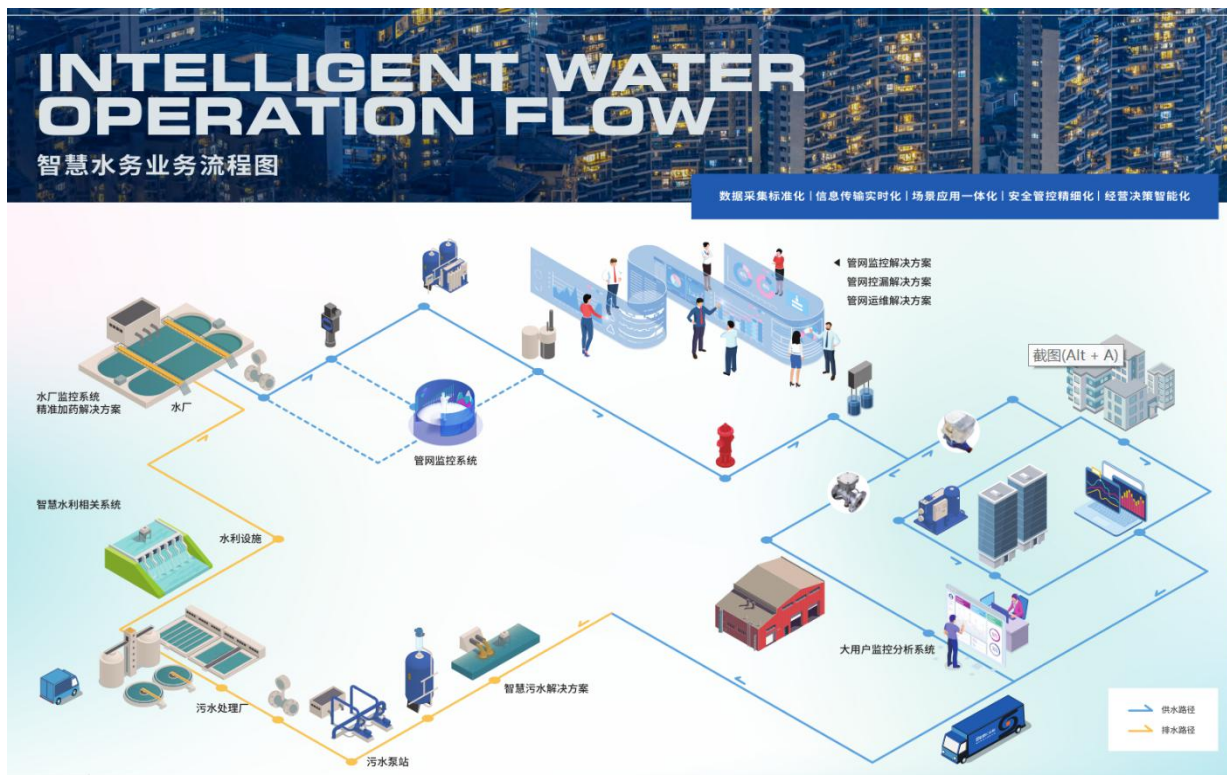 INTELLIGENT WATER
OPERATION FLOW
智慧水务业务流程图
数据采集标准化 | 信息传输实时化 | 场景应用一体化 | 安全管控精细化 | 经营决策智能化
管网监控解决方案
管网控漏解决方案
管网运维解决方案
截图(Alt + A)
水厂监控系统
精准加药解决方案
水厂
管网监控系统
智慧水利相关系统
水利设施
大用户监控分析系统
智慧污水解决方案
污水处理厂
污水泵站
供水路径
排水路径